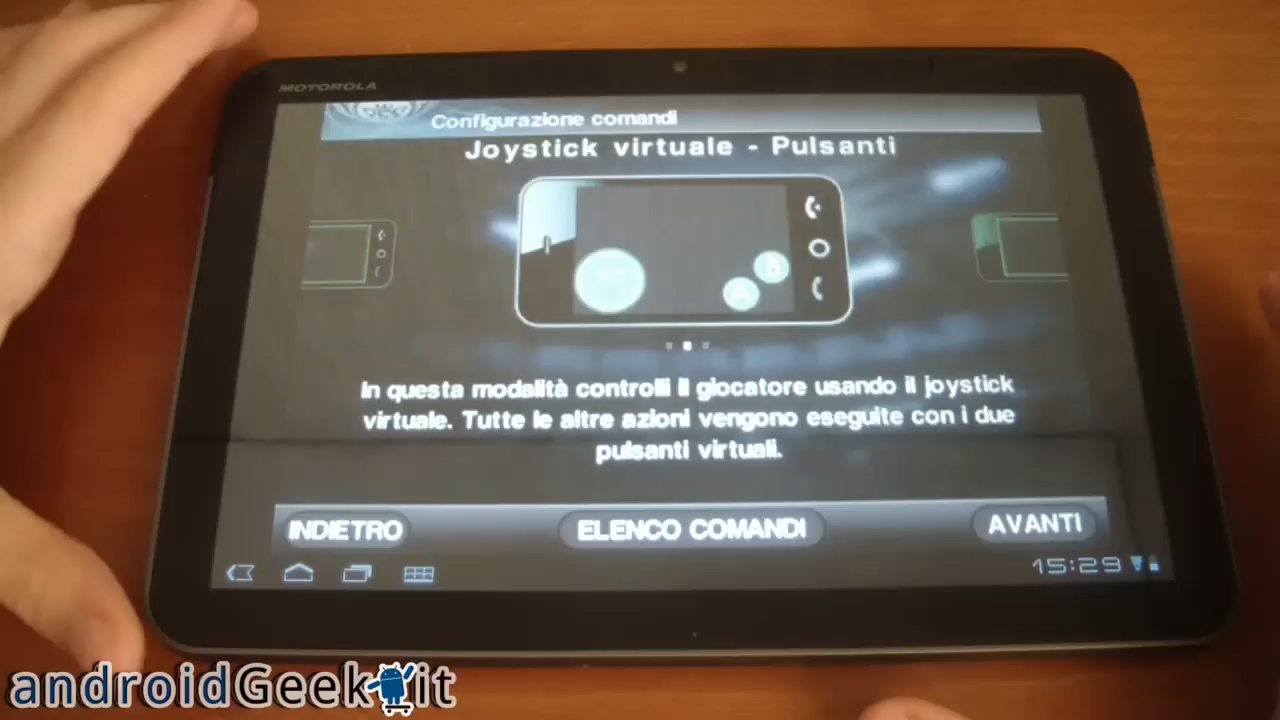 MOTOROLA
Configurazione comandi
Joystick virtuale - Pulsanti
B
A
In questa modalità controlli il giocatore usando il joystick
virtuale. Tutte le altre azioni vengono eseguite con i due
pulsanti virtuali.
INDIETRO
ELENCO COMANDI
AVANTI
15:29
androidGeek.it